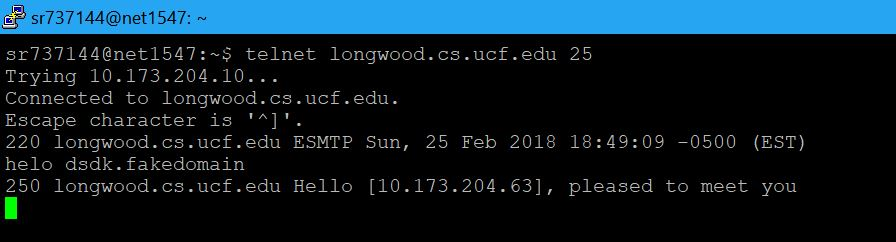 sr737144@net1547: ~
sr737144@net1547:~$ telnet longwood.cs.ucf.edu 25
Trying 10.173.204.10...
Connected to longwood.cs.ucf.edu.
Escape character is '^]'.
220 longwood.cs.ucf.edu ESMTP Sun, 25 Feb 2018 18:49:09 -0500 (EST)
helo dsdk.fakedomain
250 longwood.cs.ucf.edu Hello [10.173.204.63], pleased to meet you